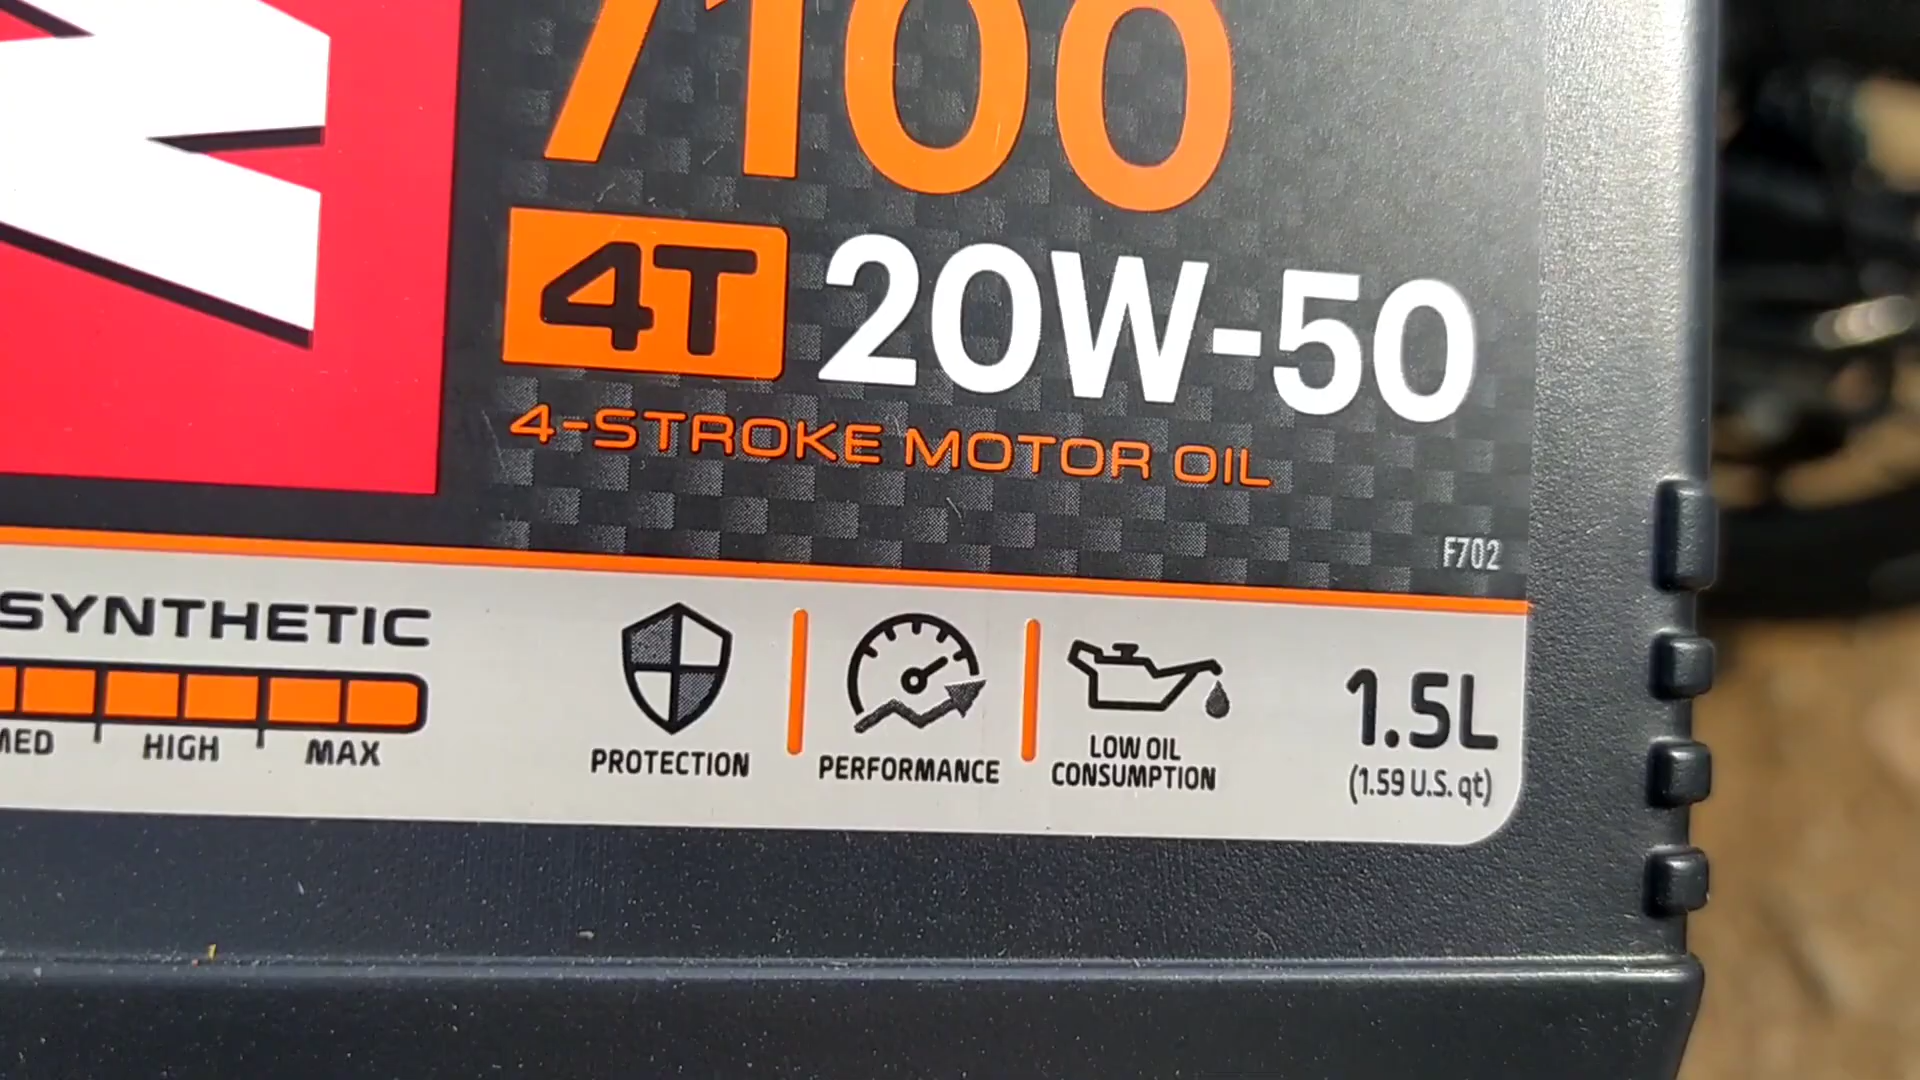 7100
4T 20W-50
4-STROKE MOTOR OIL
F702
SYNTHETIC
HIGH MAX
PROTECTION
PERFORMANCE
LOW OIL
CONSUMPTION
1.5L
(1.59 U.S. qt)